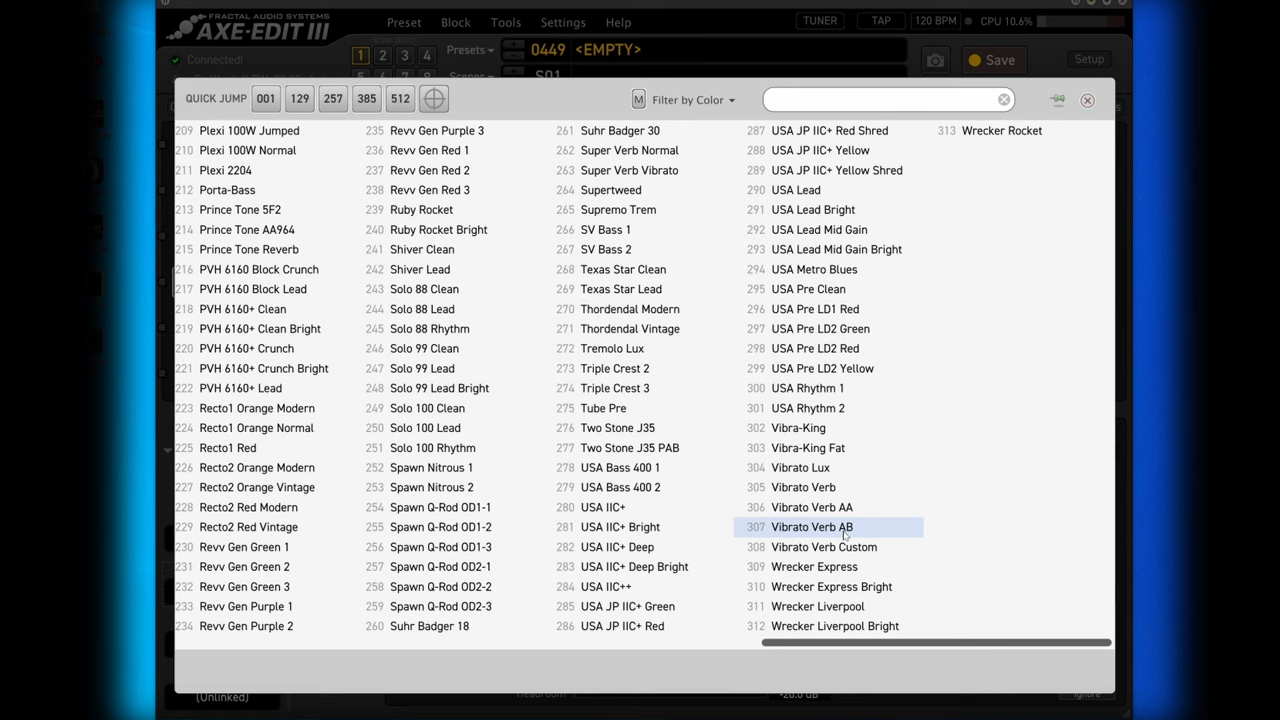 FRACTAL AUDIO SYSTEMS
AXE-EDIT III
Preset Block Tools Settings Help
TUNER TAP 120 BPM CPU 10.6%
Connected!
1 2 3 4
Presets
0449 <EMPTY>
Save
Setup
Scenes
QUICK JUMP 001 129 257 385 512
M Filter by Color
209 Plexi 100W Jumped
210 Plexi 100W Normal
211 Plexi 2204
212 Porta-Bass
213 Prince Tone 5F2
214 Prince Tone AA964
215 Prince Tone Reverb
216 PVH 6160 Block Crunch
217 PVH 6160 Block Lead
218 PVH 6160+ Clean
219 PVH 6160+ Clean Bright
220 PVH 6160+ Crunch
221 PVH 6160+ Crunch Bright
222 PVH 6160+ Lead
223 Recto1 Orange Modern
224 Recto1 Orange Normal
225 Recto1 Red
226 Recto2 Orange Modern
227 Recto2 Orange Vintage
228 Recto2 Red Modern
229 Recto2 Red Vintage
230 Revv Gen Green 1
231 Revv Gen Green 2
232 Revv Gen Green 3
233 Revv Gen Purple 1
234 Revv Gen Purple 2
235 Revv Gen Purple 3
236 Revv Gen Red 1
237 Revv Gen Red 2
238 Revv Gen Red 3
239 Ruby Rocket
240 Ruby Rocket Bright
241 Shiver Clean
242 Shiver Lead
243 Solo 88 Clean
244 Solo 88 Lead
245 Solo 88 Rhythm
246 Solo 99 Clean
247 Solo 99 Lead
248 Solo 99 Lead Bright
249 Solo 100 Clean
250 Solo 100 Lead
251 Solo 100 Rhythm
252 Spawn Nitrous 1
253 Spawn Nitrous 2
254 Spawn Q-Rod OD1-1
255 Spawn Q-Rod OD1-2
256 Spawn Q-Rod OD1-3
257 Spawn Q-Rod OD2-1
258 Spawn Q-Rod OD2-2
259 Spawn Q-Rod OD2-3
260 Suhr Badger 18
261 Suhr Badger 30
262 Super Verb Normal
263 Super Verb Vibrato
264 Supertweed
265 Supremo Trem
266 SV Bass 1
267 SV Bass 2
268 Texas Star Clean
269 Texas Star Lead
270 Thordendal Modern
271 Thordendal Vintage
272 Tremolo Lux
273 Triple Crest 2
274 Triple Crest 3
275 Tube Pre
276 Two Stone J35
277 Two Stone J35 PAB
278 USA Bass 400 1
279 USA Bass 400 2
280 USA IIC+
281 USA IIC+ Bright
282 USA IIC+ Deep
283 USA IIC+ Deep Bright
284 USA IIC++
285 USA JP IIC+ Green
286 USA JP IIC+ Red
287 USA JP IIC+ Red Shred
288 USA JP IIC+ Yellow
289 USA JP IIC+ Yellow Shred
290 USA Lead
291 USA Lead Bright
292 USA Lead Mid Gain
293 USA Lead Mid Gain Bright
294 USA Metro Blues
295 USA Pre Clean
296 USA Pre LD1 Red
297 USA Pre LD2 Green
298 USA Pre LD2 Red
299 USA Pre LD2 Yellow
300 USA Rhythm 1
301 USA Rhythm 2
302 Vibra-King
303 Vibra-King Fat
304 Vibrato Lux
305 Vibrato Verb
306 Vibrato Verb AA
307 Vibrato Verb AB
308 Vibrato Verb Custom
309 Wrecker Express
310 Wrecker Express Bright
311 Wrecker Liverpool
312 Wrecker Liverpool Bright
313 Wrecker Rocket
(Unlinked)
Headroom
-20.0 dB
Ignore